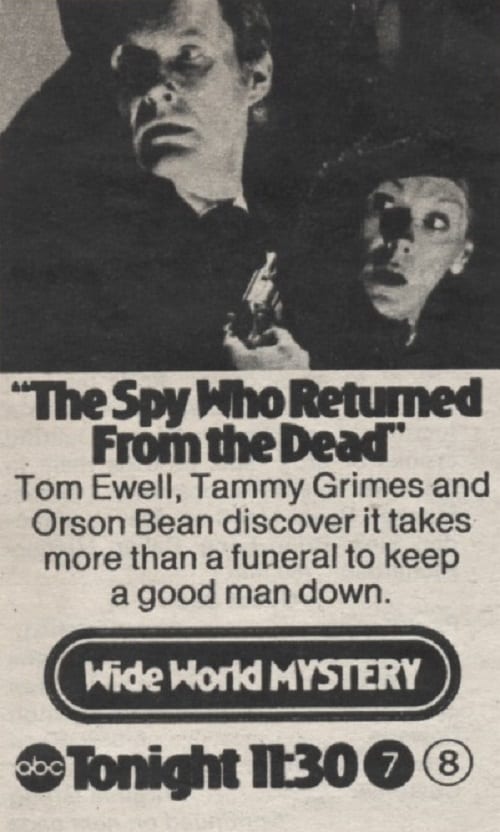 "The Spy Who Returned
From the Dead"
Tom Ewell, Tammy Grimes and
Orson Bean discover it takes
more than a funeral to keep
a good man down.
Wide World MYSTERY
abc Tonight 11:30 7 8